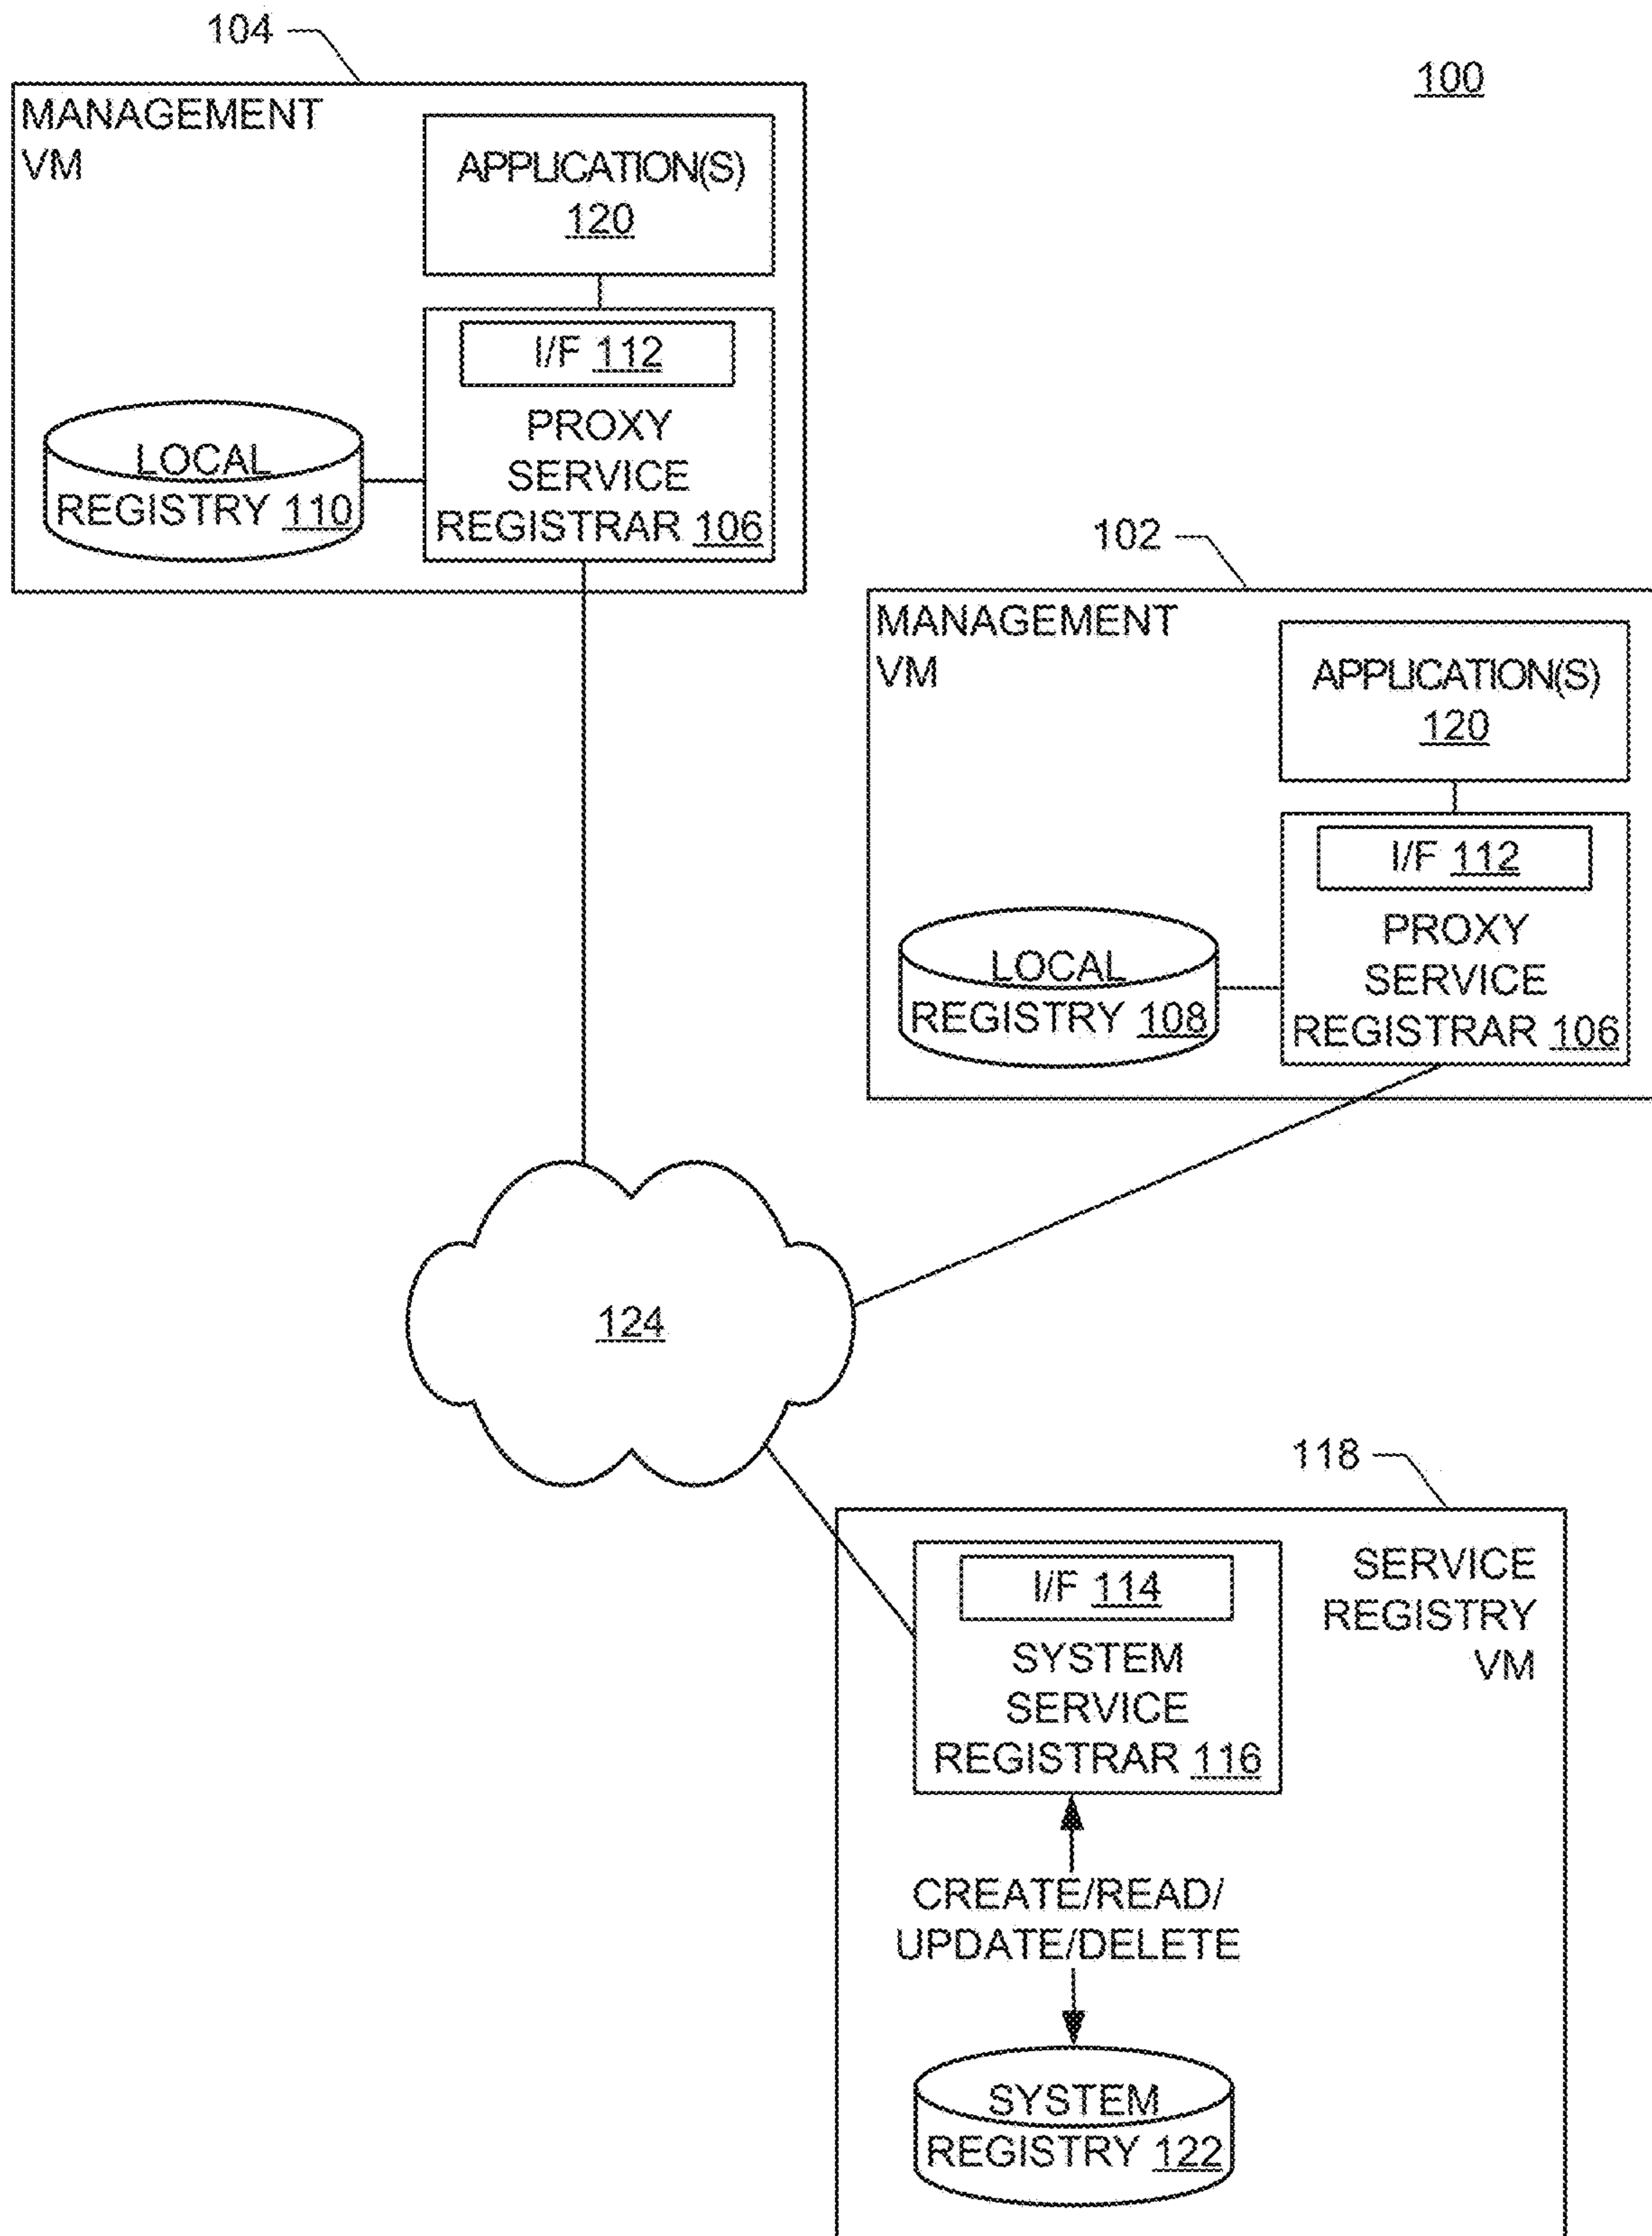 104
100
MANAGEMENT
VM
APPLICATION(S)
120
I/F 112
PROXY
SERVICE
REGISTRAR 106
LOCAL
REGISTRY 110
102
MANAGEMENT
VM
APPLICATION(S)
120
I/F 112
PROXY
SERVICE
REGISTRAR 106
LOCAL
REGISTRY 108
124
118
SERVICE
REGISTRY
VM
I/F 114
SYSTEM
SERVICE
REGISTRAR 116
CREATE/READ/
UPDATE/DELETE
SYSTEM
REGISTRY 122